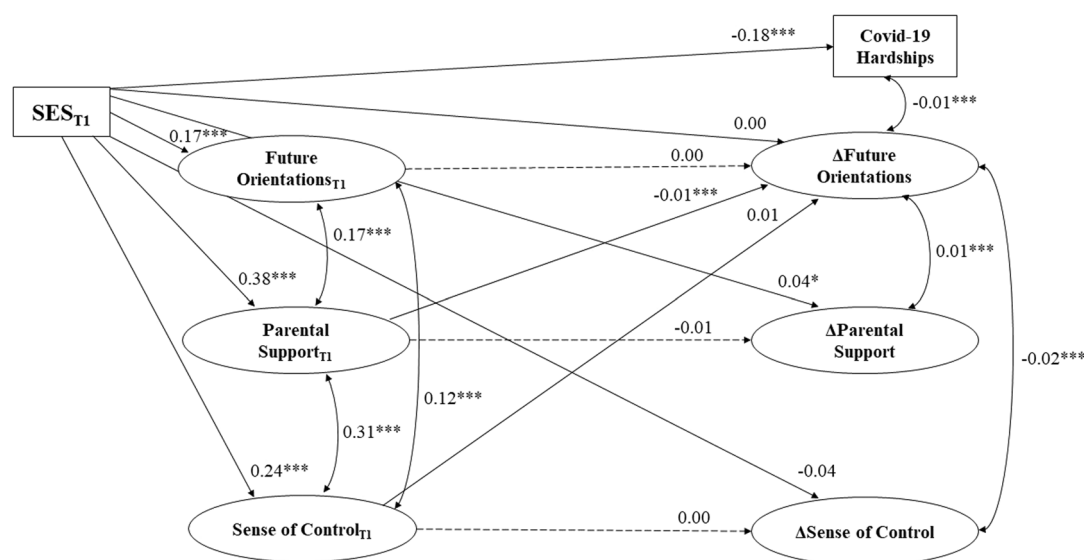 -0.18***
Covid-19
Hardships
SEST1
-0.01***
0.17***
0.00
Future
OrientationsT1
0.00
ΔFuture
Orientations
-0.01***
0.01
0.17***
0.01***
0.38***
0.04*
Parental
SupportT1
-0.01
ΔParental
Support
-0.02***
0.12***
0.31***
0.24***
-0.04
Sense of ControlT1
0.00
ΔSense of Control